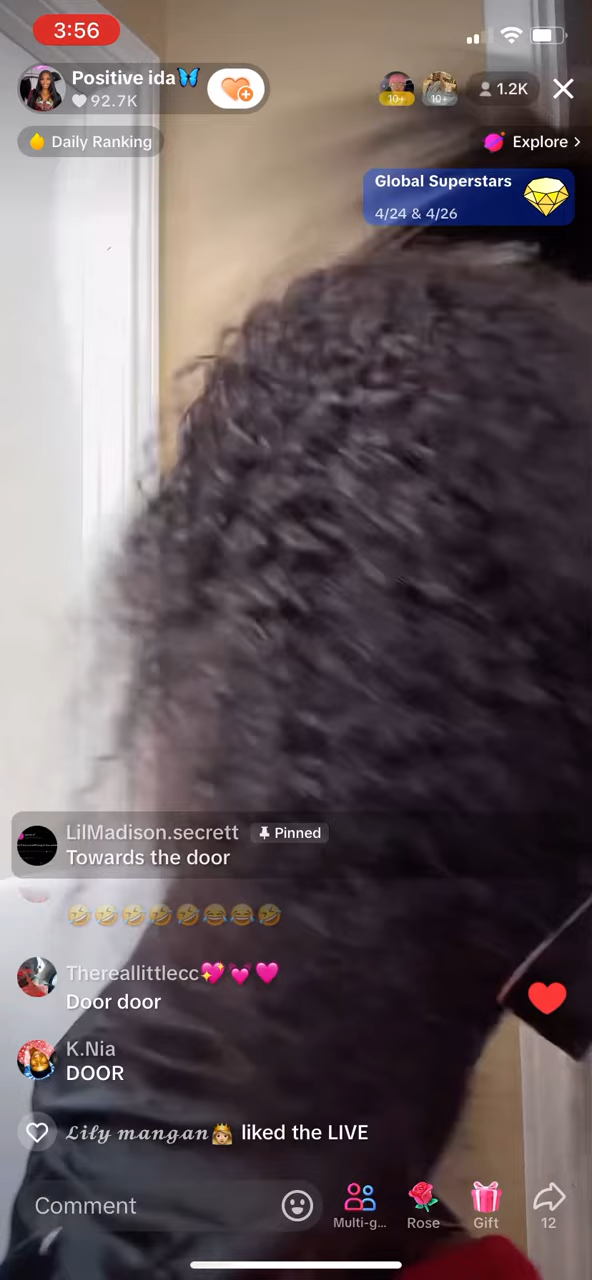 3:56
Positive ida🦋
92.7K
10+
10+
1.2K
Daily Ranking
Explore >
Global Superstars
4/24 & 4/26
LilMadison.secrett Pinned
Towards the door
🤣🤣🤣🤣🤣😂😂🤣
Thereallittlecc💖💓💗
Door door
K.Nia
DOOR
𝓛𝓲𝓵𝔂 𝓶𝓪𝓷𝓰𝓪𝓷👸🏼 liked the LIVE
Comment
Multi-g...
Rose
Gift
12